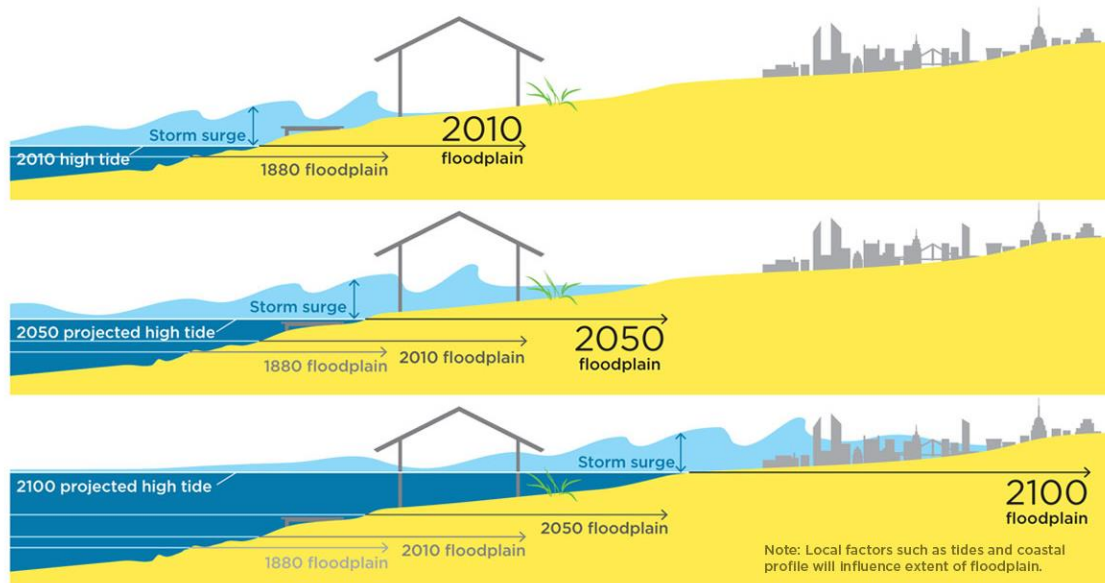 Storm surge
2010 high tide
1880 floodplain
2010
floodplain
Storm surge
2050 projected high tide
1880 floodplain
2010 floodplain
2050
floodplain
Storm surge
2100 projected high tide
1880 floodplain
2010 floodplain
2050 floodplain
2100
floodplain
Note: Local factors such as tides and coastal
profile will influence extent of floodplain.